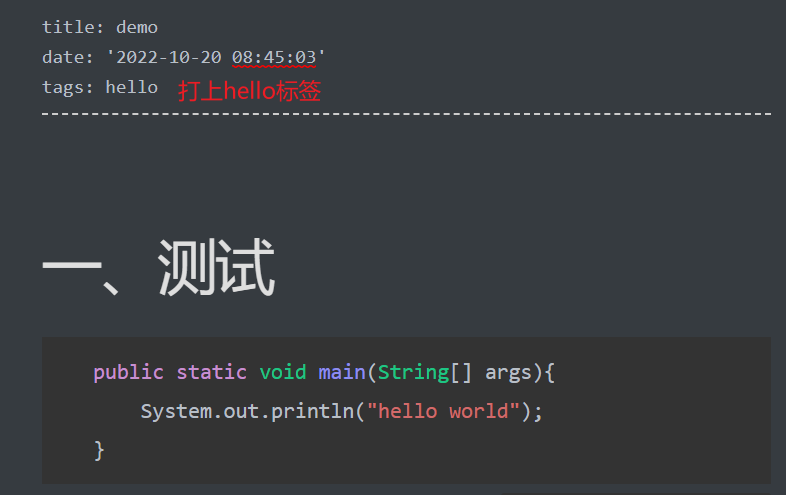 title: demo
date: '2022-10-20 08:45:03'
tags: hello 打上hello标签
一、测试
public static void main(String[] args){
    System.out.println("hello world");
}